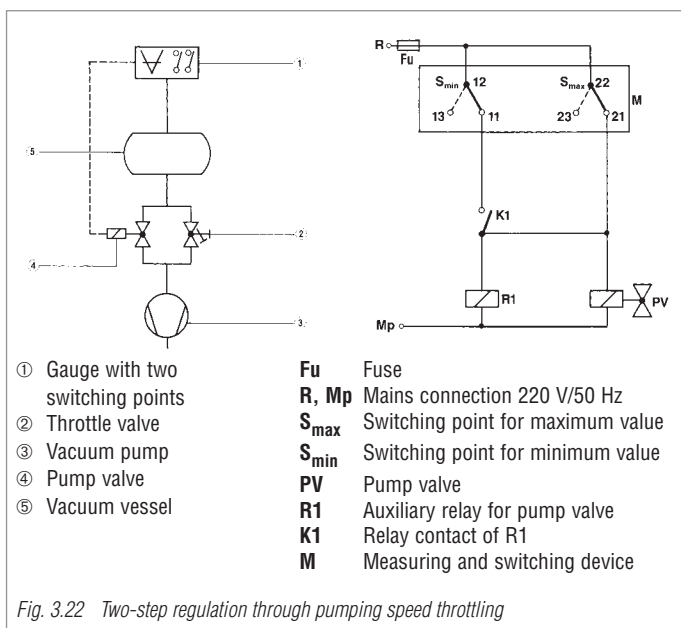 ①
⑤
②
④
③
R
Fu
S_min 12
S_max 22
M
13 11
23 21
K1
R1
PV
Mp
① Gauge with two
switching points
② Throttle valve
③ Vacuum pump
④ Pump valve
⑤ Vacuum vessel
Fu Fuse
R, Mp Mains connection 220 V/50 Hz
S_max Switching point for maximum value
S_min Switching point for minimum value
PV Pump valve
R1 Auxiliary relay for pump valve
K1 Relay contact of R1
M Measuring and switching device
Fig. 3.22 Two-step regulation through pumping speed throttling